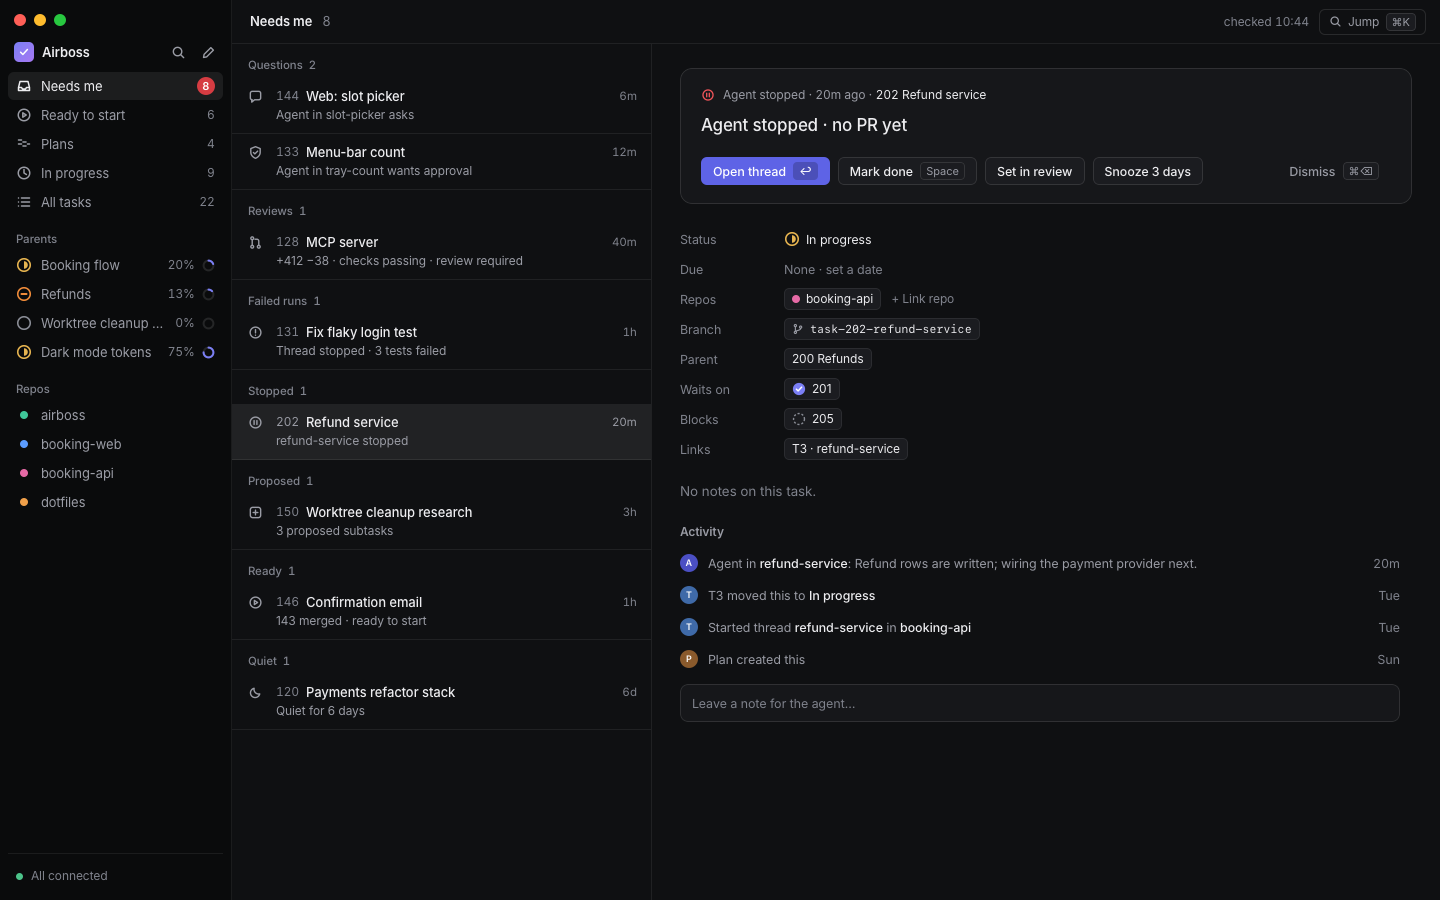 Airboss
Needs me 8
Ready to start 6
Plans 4
In progress 9
All tasks 22
Parents
Booking flow 20%
Refunds 13%
Worktree cleanup ... 0%
Dark mode tokens 75%
Repos
airboss
booking-web
booking-api
dotfiles
All connected
Needs me 8
checked 10:44
Jump ⌘K
Questions 2
144 Web: slot picker 6m
Agent in slot-picker asks
133 Menu-bar count 12m
Agent in tray-count wants approval
Reviews 1
128 MCP server 40m
+412 −38 · checks passing · review required
Failed runs 1
131 Fix flaky login test 1h
Thread stopped · 3 tests failed
Stopped 1
202 Refund service 20m
refund-service stopped
Proposed 1
150 Worktree cleanup research 3h
3 proposed subtasks
Ready 1
146 Confirmation email 1h
143 merged · ready to start
Quiet 1
120 Payments refactor stack 6d
Quiet for 6 days
Agent stopped · 20m ago · 202 Refund service
Agent stopped · no PR yet
Open thread ↩ Mark done Space Set in review Snooze 3 days Dismiss ⌘⌫
Status In progress
Due None · set a date
Repos booking-api + Link repo
Branch task-202-refund-service
Parent 200 Refunds
Waits on 201
Blocks 205
Links T3 · refund-service
No notes on this task.
Activity
A Agent in refund-service: Refund rows are written; wiring the payment provider next. 20m
T T3 moved this to In progress Tue
T Started thread refund-service in booking-api Tue
P Plan created this Sun
Leave a note for the agent...